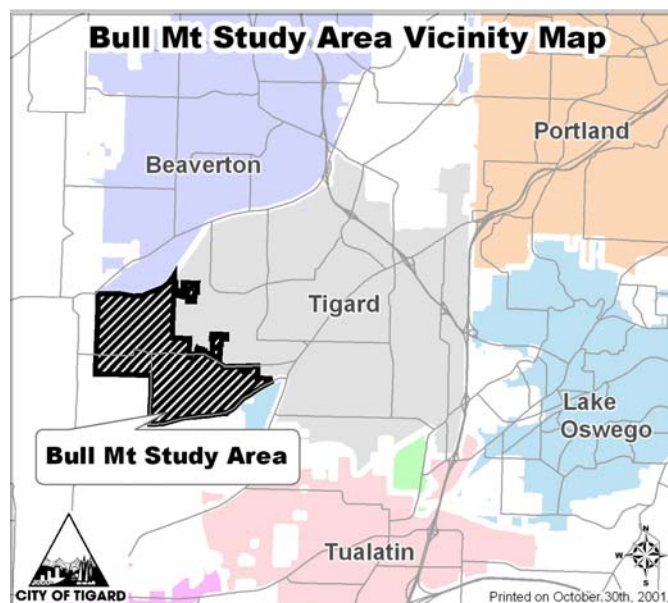 Bull Mt Study Area Vicinity Map
Portland
Beaverton
Tigard
Lake
Oswego
Bull Mt Study Area
Tualatin
N
W
E
S
CITY OF TIGARD
Printed on October 30th, 2001